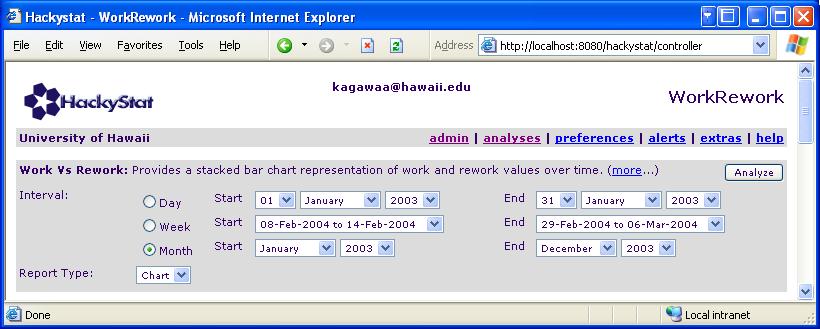 Hackystat - WorkRework - Microsoft Internet Explorer
File Edit View Favorites Tools Help Address http://localhost:8080/hackystat/controller
HackyStat kagawaa@hawaii.edu WorkRework
University of Hawaii admin | analyses | preferences | alerts | extras | help
Work Vs Rework: Provides a stacked bar chart representation of work and rework values over time. (more...) Analyze
Interval: Day Start 01 January 2003 End 31 January 2003
Week Start 08-Feb-2004 to 14-Feb-2004 End 29-Feb-2004 to 06-Mar-2004
Month Start January 2003 End December 2003
Report Type: Chart
Done Local intranet